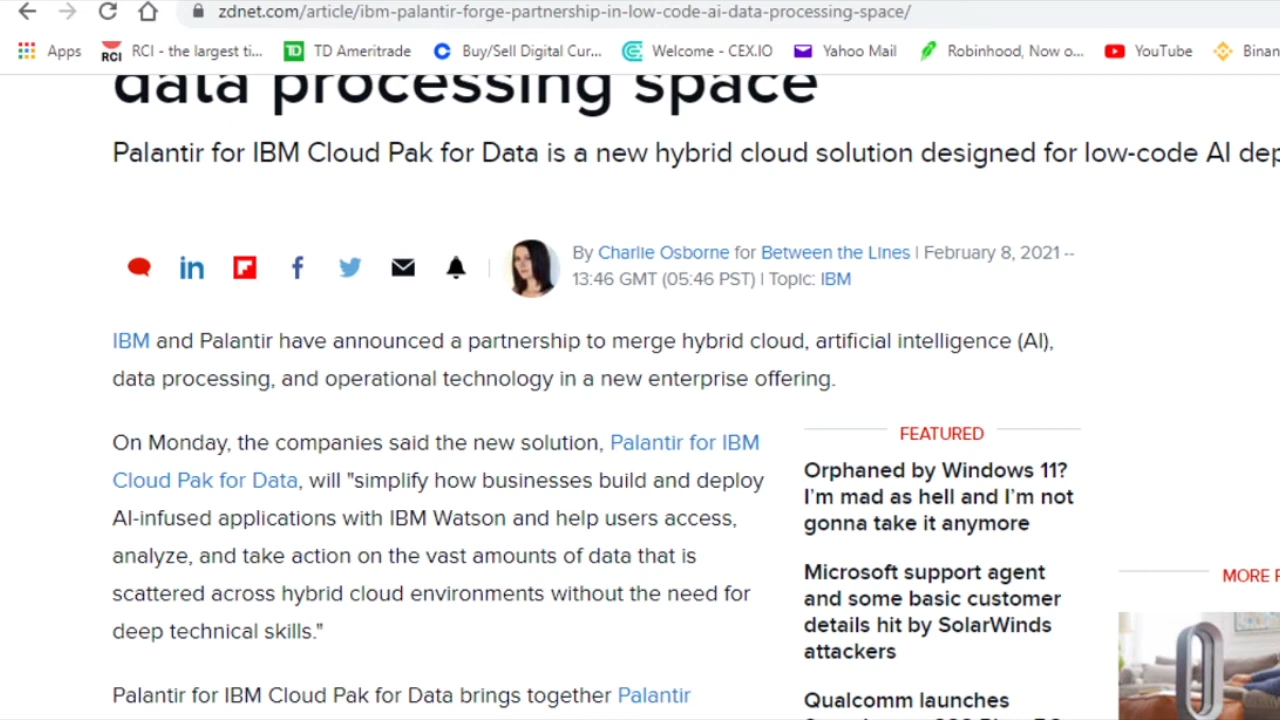 zdnet.com/article/ibm-palantir-forge-partnership-in-low-code-ai-data-processing-space/
Apps RCI - the largest ti... TD Ameritrade Buy/Sell Digital Cur... Welcome - CEX.IO Yahoo Mail Robinhood, Now o... YouTube Binan
data processing space
Palantir for IBM Cloud Pak for Data is a new hybrid cloud solution designed for low-code AI dep
By Charlie Osborne for Between the Lines | February 8, 2021 --
13:46 GMT (05:46 PST) | Topic: IBM
IBM and Palantir have announced a partnership to merge hybrid cloud, artificial intelligence (AI),
data processing, and operational technology in a new enterprise offering.
On Monday, the companies said the new solution, Palantir for IBM
Cloud Pak for Data, will "simplify how businesses build and deploy
AI-infused applications with IBM Watson and help users access,
analyze, and take action on the vast amounts of data that is
scattered across hybrid cloud environments without the need for
deep technical skills."
Palantir for IBM Cloud Pak for Data brings together Palantir
FEATURED
Orphaned by Windows 11?
I'm mad as hell and I'm not
gonna take it anymore
Microsoft support agent
and some basic customer
details hit by SolarWinds
attackers
Qualcomm launches
MORE R